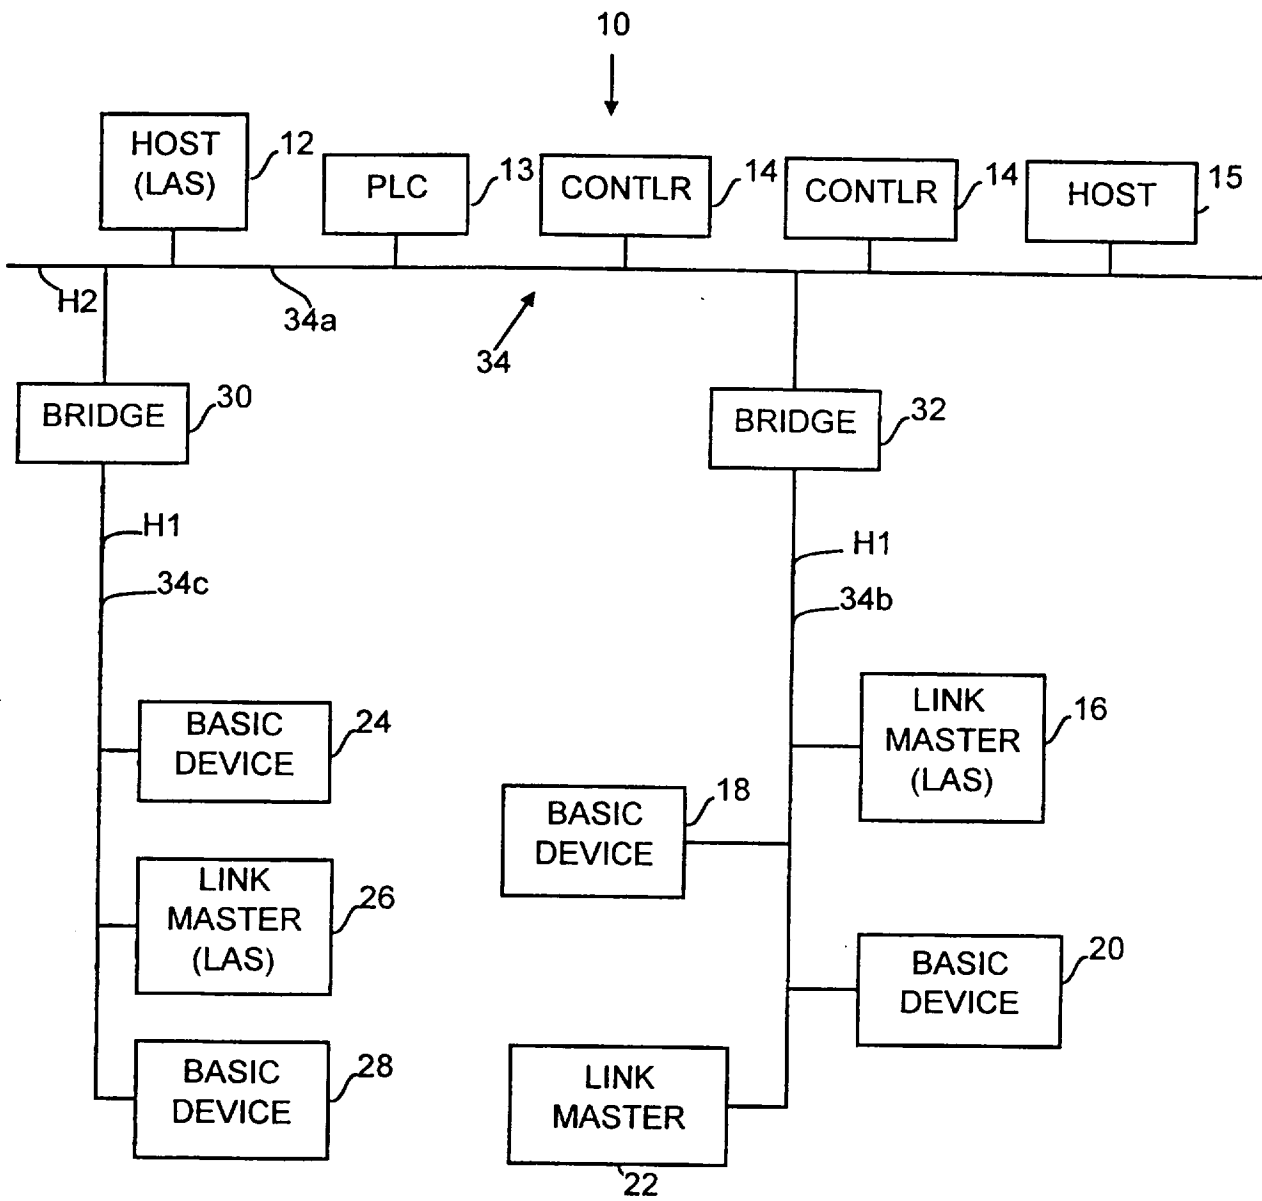 10
HOST
(LAS)
12
PLC
13
CONTLR
14
CONTLR
14
HOST
15
H2
34a
34
BRIDGE
30
BRIDGE
32
H1
34c
H1
34b
BASIC
DEVICE
24
LINK
MASTER
(LAS)
26
BASIC
DEVICE
28
LINK
MASTER
(LAS)
16
BASIC
DEVICE
18
BASIC
DEVICE
20
LINK
MASTER
22